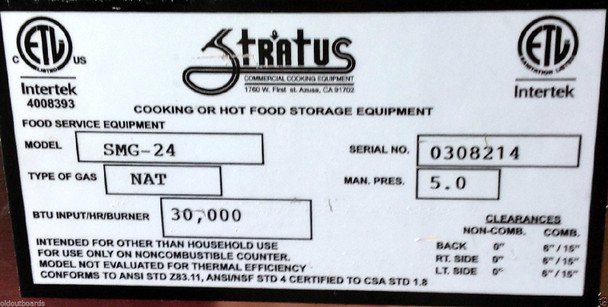 C ETL LISTED US
Intertek
4008393
Stratus
COMMERCIAL COOKING EQUIPMENT
1760 W. First st. Azusa, CA 91702
ETL
Intertek
COOKING OR HOT FOOD STORAGE EQUIPMENT
FOOD SERVICE EQUIPMENT
MODEL SMG-24 SERIAL NO. 0308214
TYPE OF GAS NAT MAN. PRES. 5.0
BTU INPUT/HR/BURNER 30,000
CLEARANCES
NON-COMB. COMB.
BACK 0" 6"/15"
RT. SIDE 0" 6"/15"
LT. SIDE 0" 6"/15"
INTENDED FOR OTHER THAN HOUSEHOLD USE
FOR USE ONLY ON NONCOMBUSTIBLE COUNTER.
MODEL NOT EVALUATED FOR THERMAL EFFICIENCY
CONFORMS TO ANSI STD Z83.11, ANSI/NSF STD 4 CERTIFIED TO CSA STD 1.8
oldoutboards